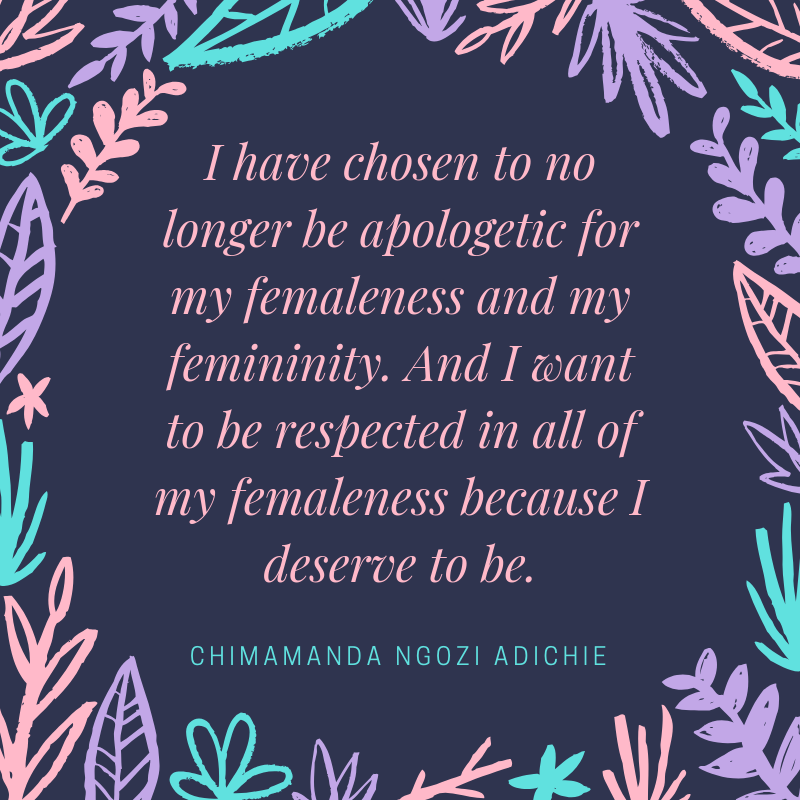 I have chosen to no
longer be apologetic for
my femaleness and my
femininity. And I want
to be respected in all of
my femaleness because I
deserve to be.
CHIMAMANDA NGOZI ADICHIE